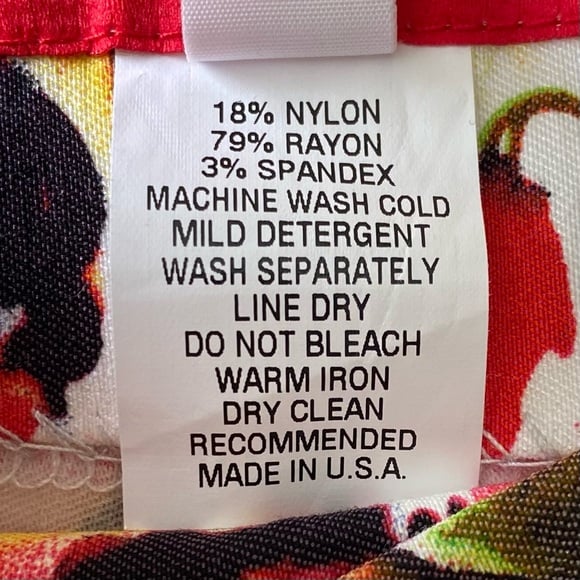 18% NYLON
79% RAYON
3% SPANDEX
MACHINE WASH COLD
MILD DETERGENT
WASH SEPARATELY
LINE DRY
DO NOT BLEACH
WARM IRON
DRY CLEAN
RECOMMENDED
MADE IN U.S.A.